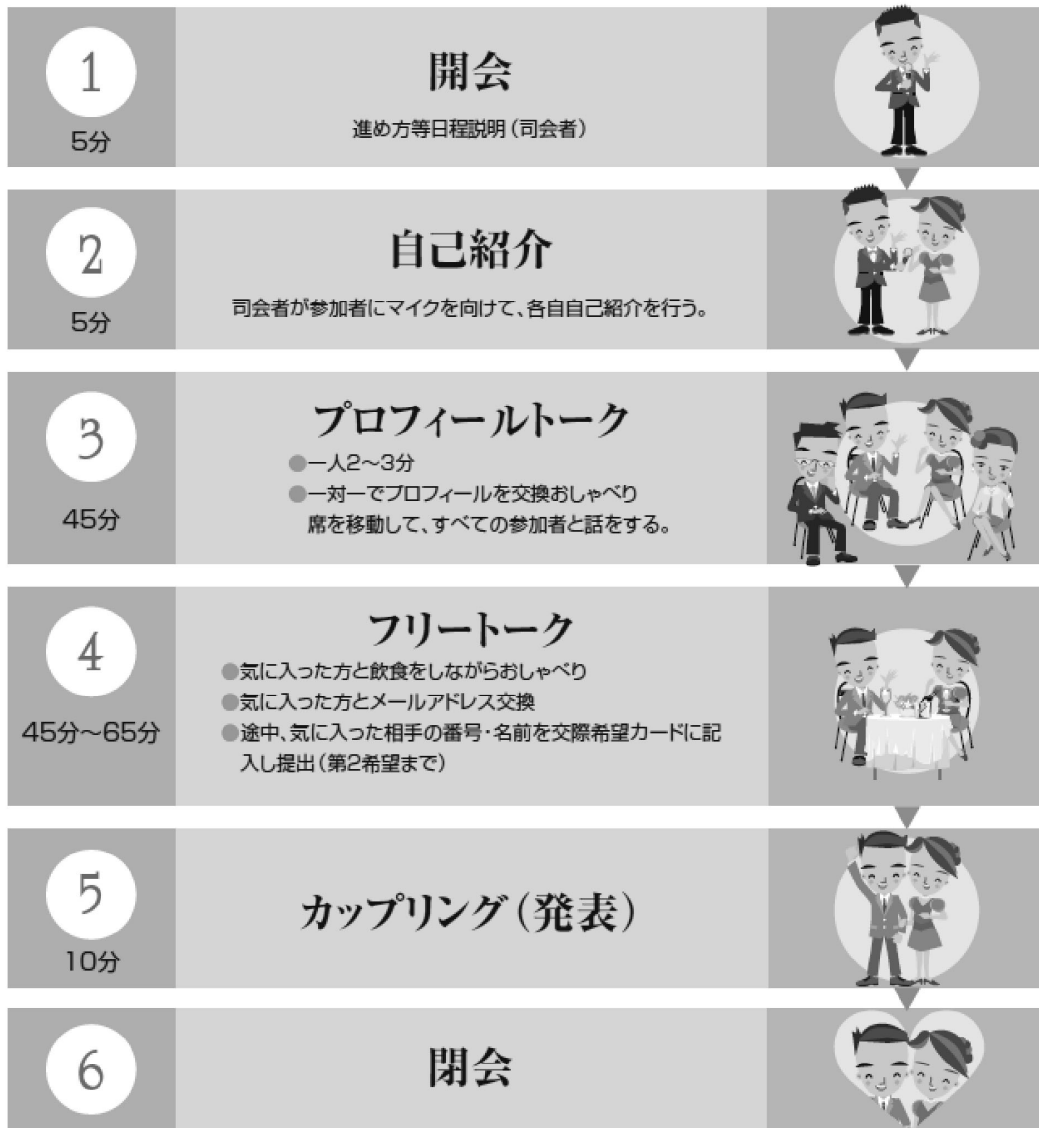 1
5分
開会
進め方等日程説明(司会者)
2
5分
自己紹介
司会者が参加者にマイクを向けて、各自自己紹介を行う。
3
45分
プロフィールトーク
●一人2〜3分
●一対一でプロフィールを交換おしゃべり
席を移動して、すべての参加者と話をする。
4
45分〜65分
フリートーク
●気に入った方と飲食をしながらおしゃべり
●気に入った方とメールアドレス交換
●途中、気に入った相手の番号・名前を交際希望カードに記
入し提出(第2希望まで)
5
10分
カップリング(発表)
6
閉会